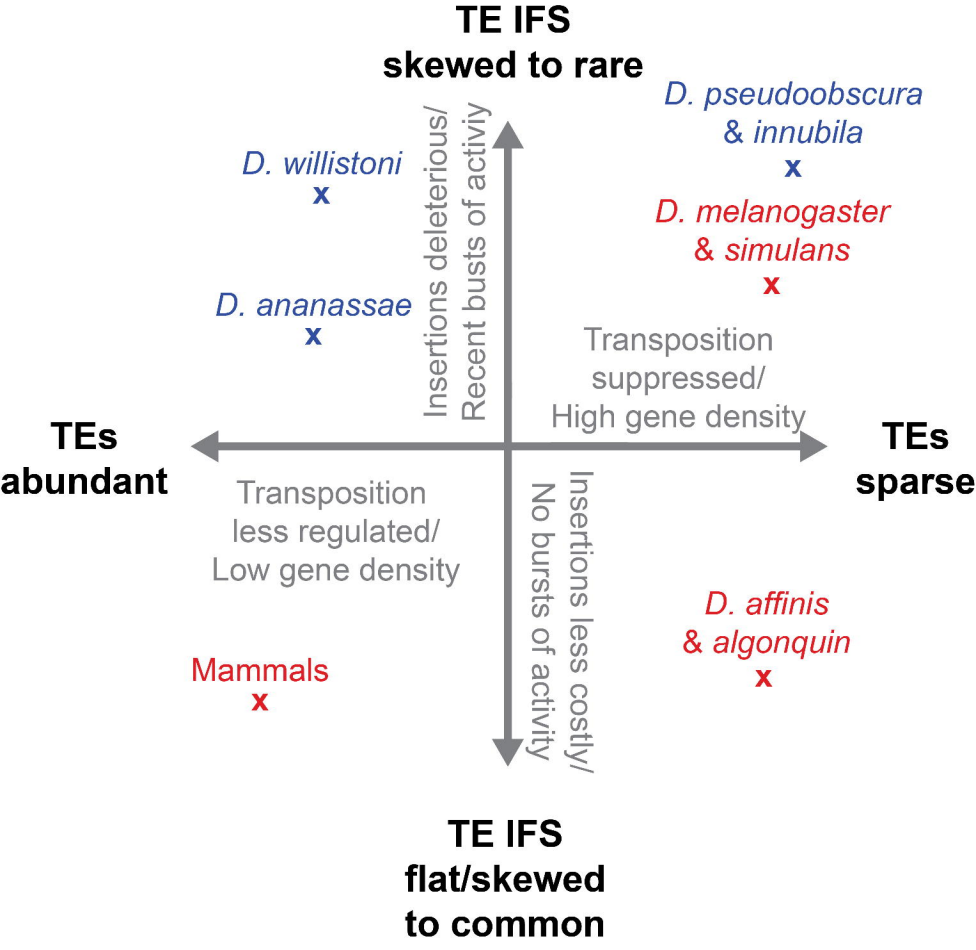 TE IFS
skewed to rare
D. pseudoobscura
& innubila
x
D. willistoni
x
D. melanogaster
& simulans
x
D. ananassae
x
Insertions deleterious/
Recent busts of activiy
Transposition
suppressed/
High gene density
TEs
abundant
TEs
sparse
Transposition
less regulated/
Low gene density
Insertions less costly/
No bursts of activity
D. affinis
& algonquin
x
Mammals
x
TE IFS
flat/skewed
to common